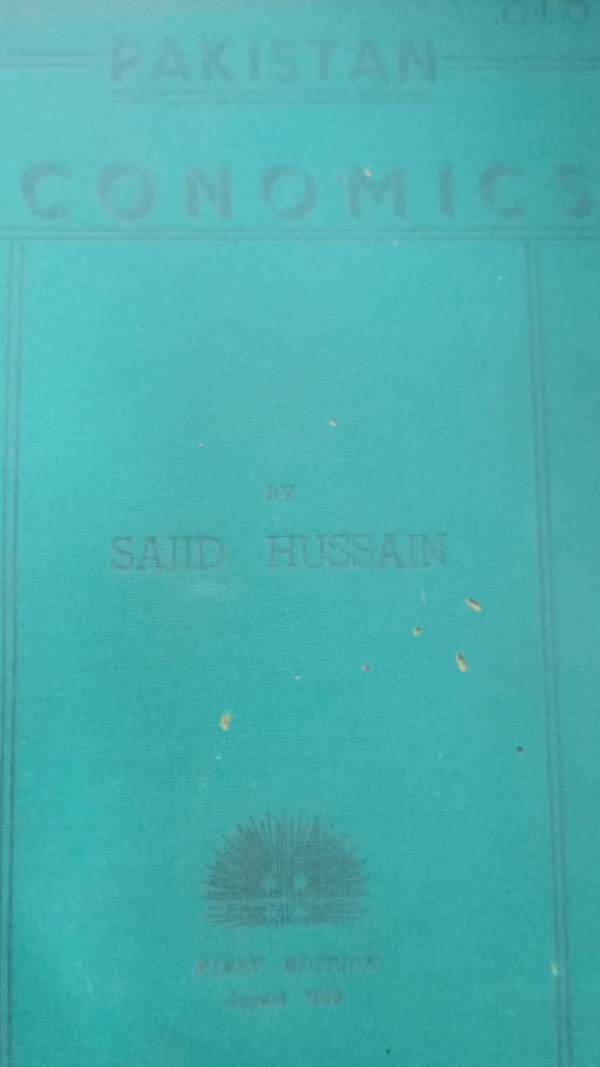 PAKISTAN
CONOMICS
BY
SAJID HUSSAIN
FIRST EDITION
August